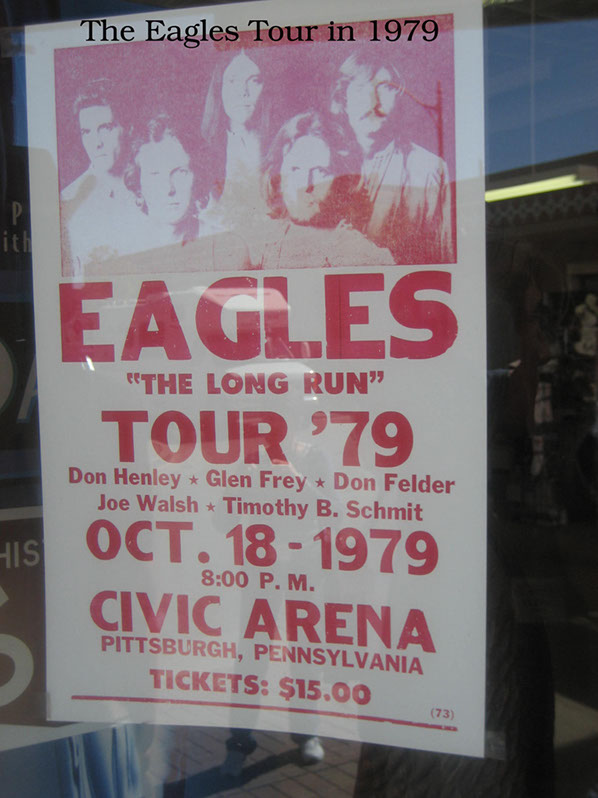 The Eagles Tour in 1979
EAGLES
"THE LONG RUN"
TOUR '79
Don Henley ★ Glen Frey ★ Don Felder
Joe Walsh ★ Timothy B. Schmit
OCT. 18 - 1979
8:00 P. M.
CIVIC ARENA
PITTSBURGH, PENNSYLVANIA
TICKETS: $15.00
(73)